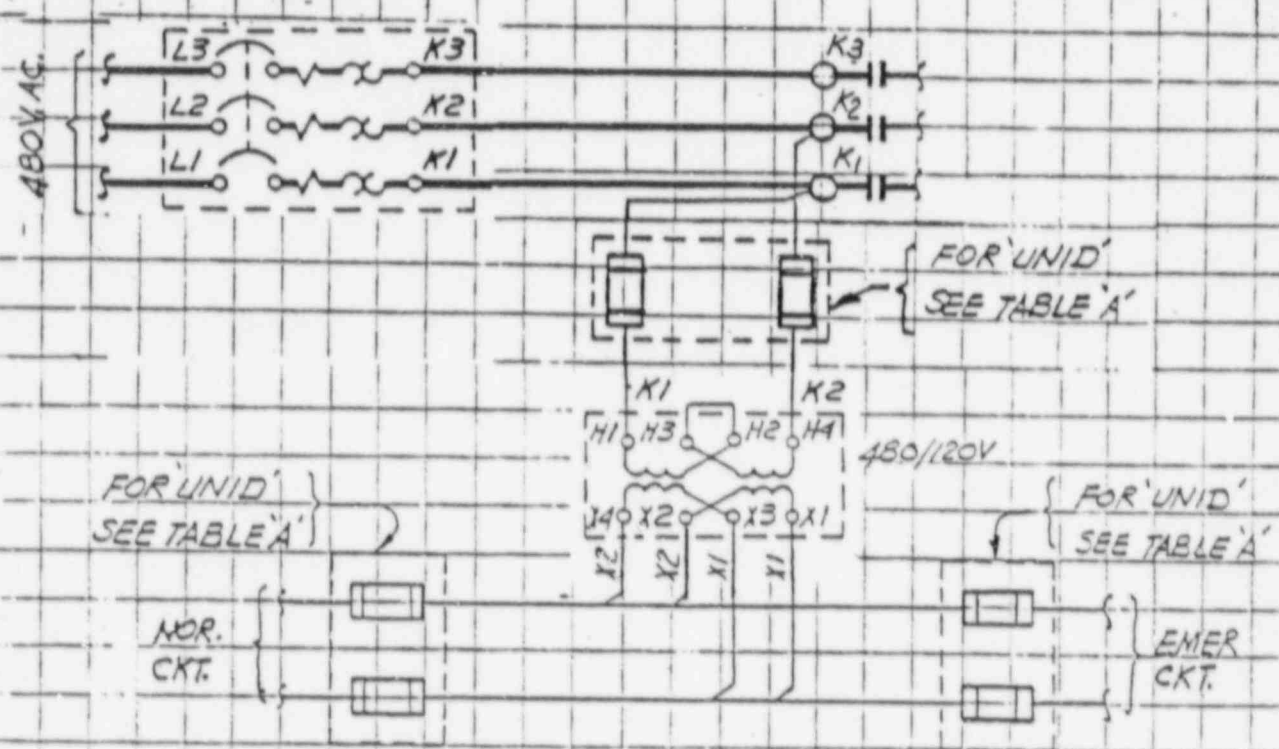 480V. AC.
L3 K3 K3
L2 K2 K2
L1 K1 K1
FOR 'UNID'
SEE TABLE 'A'
K1 K2
H1 H3 H2 H4
480/120V
X4 X2 X3 X1
X2 X2 X1 X1
FOR 'UNID'
SEE TABLE 'A'
FOR 'UNID'
SEE TABLE 'A'
NOR.
CKT.
EMER
CKT.